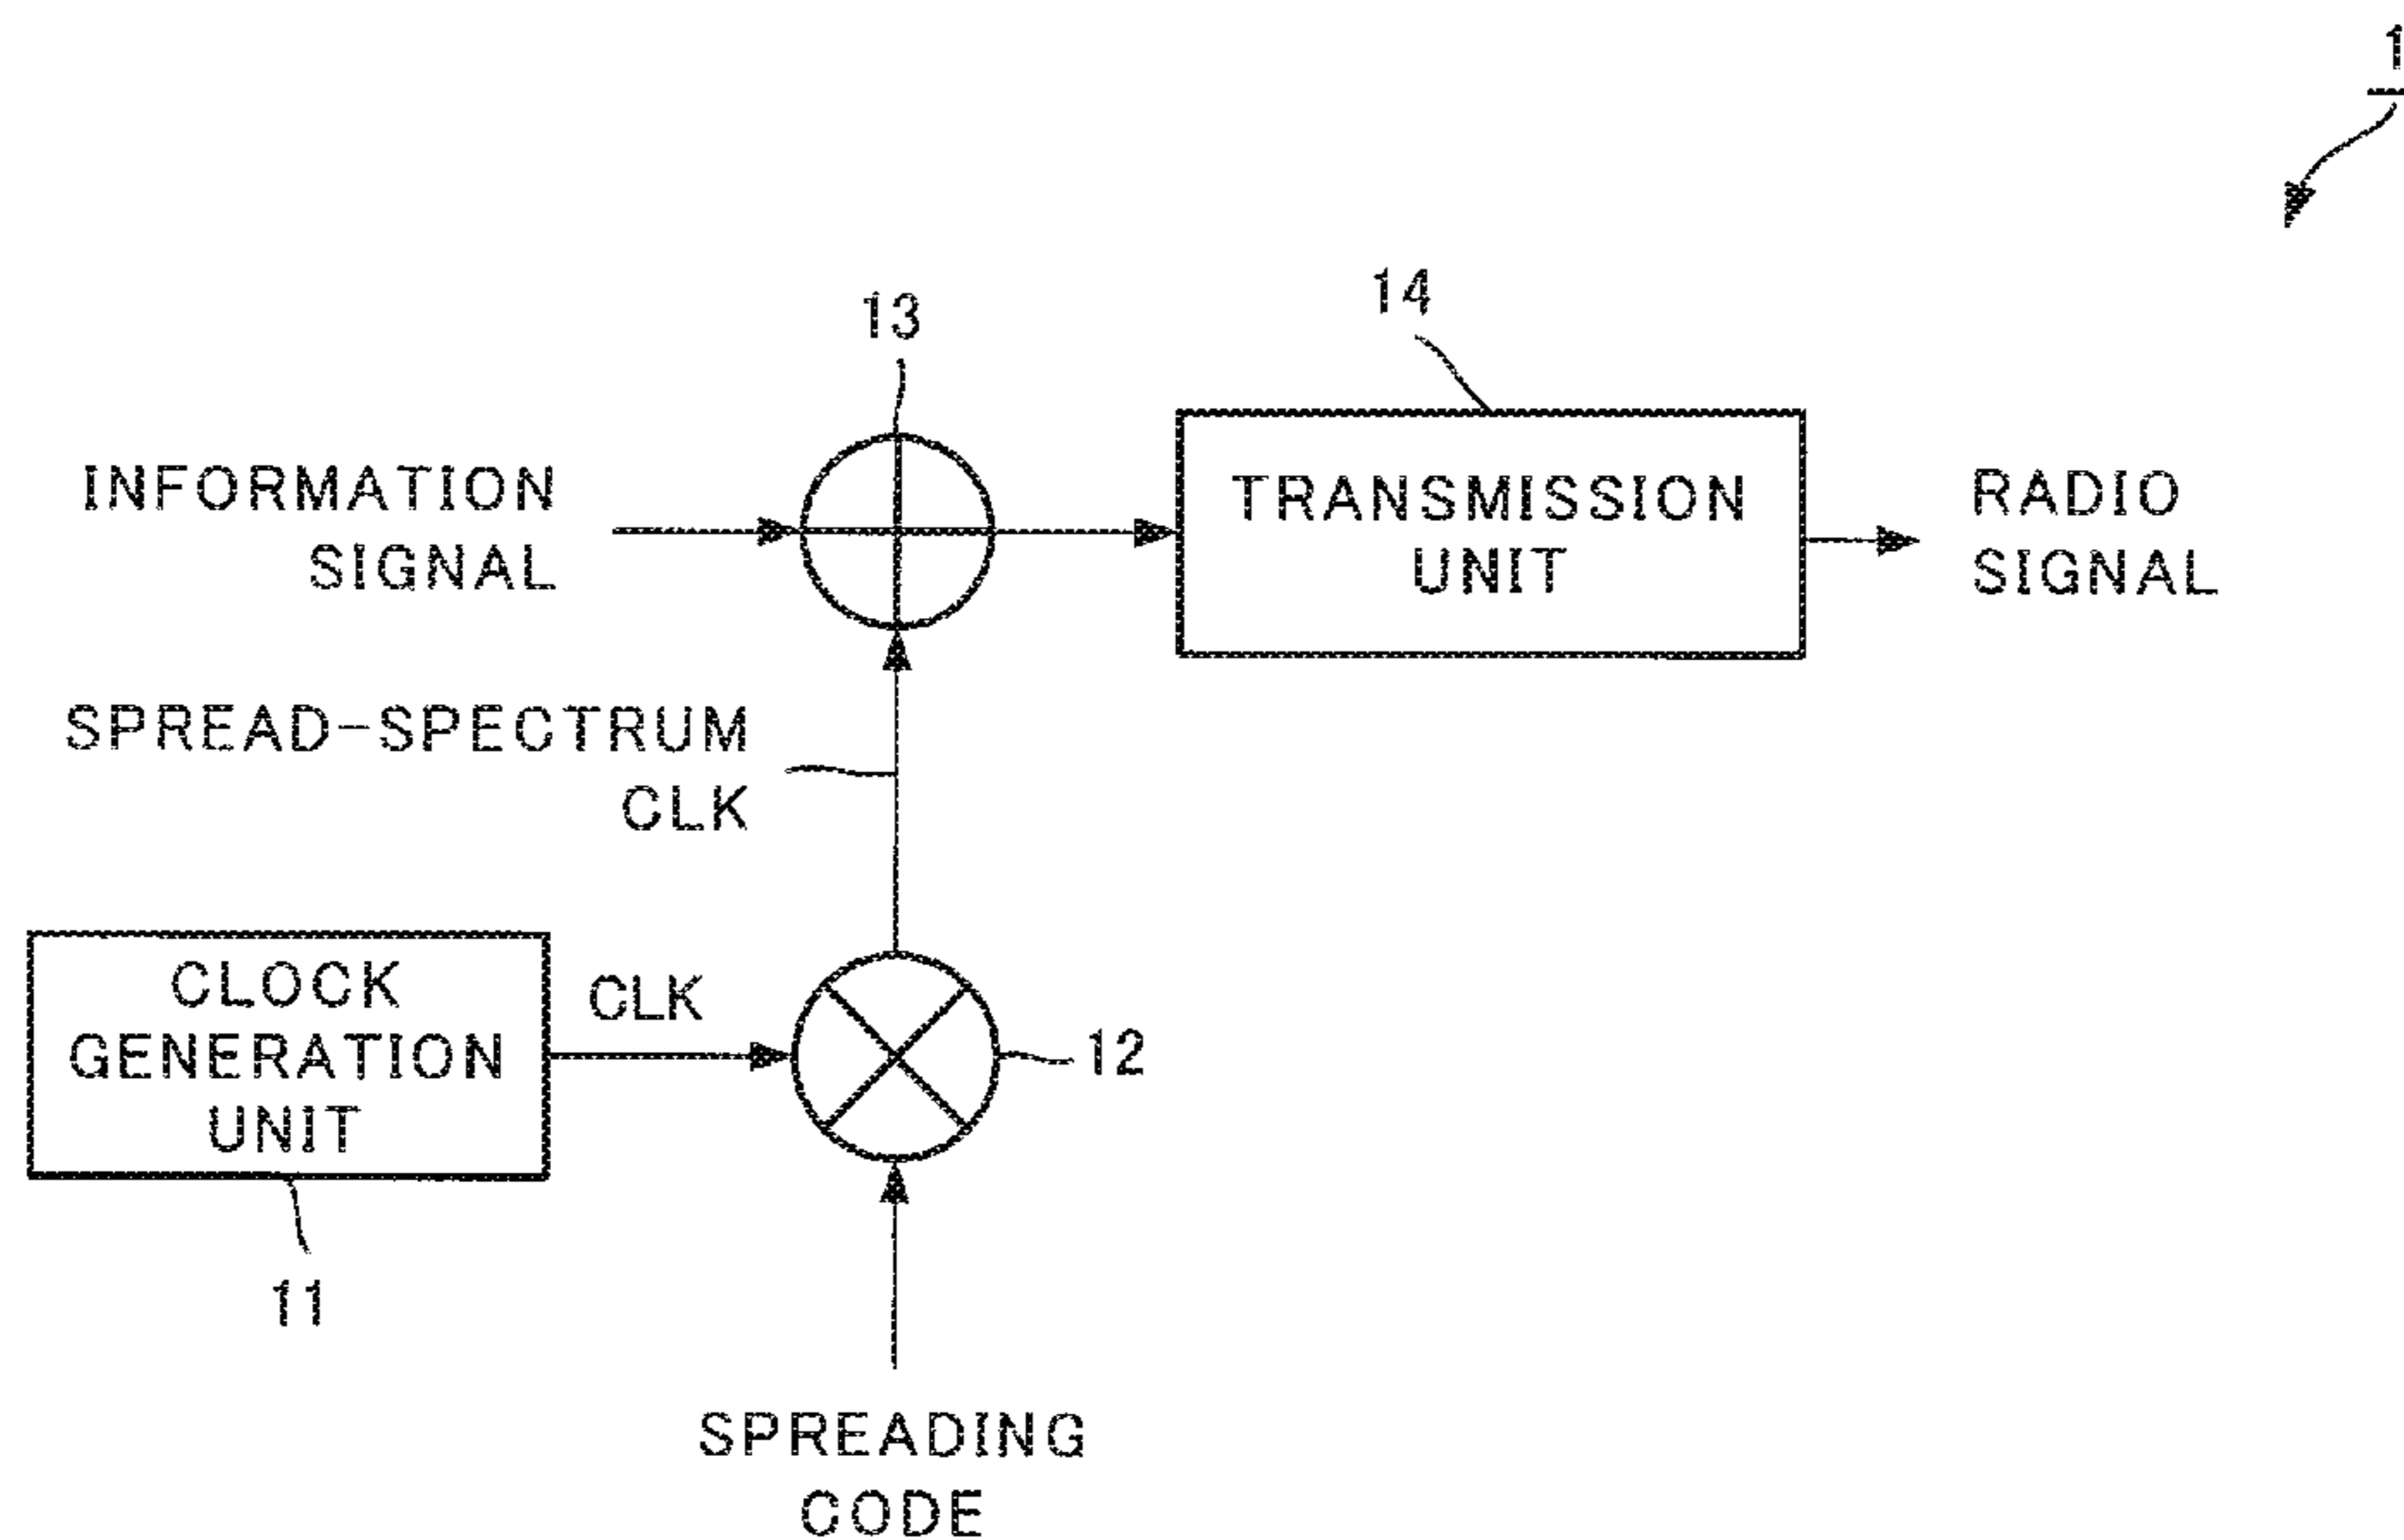 1
13
14
INFORMATION
SIGNAL
TRANSMISSION
UNIT
RADIO
SIGNAL
SPREAD-SPECTRUM
CLK
CLOCK
GENERATION
UNIT
CLK
12
11
SPREADING
CODE